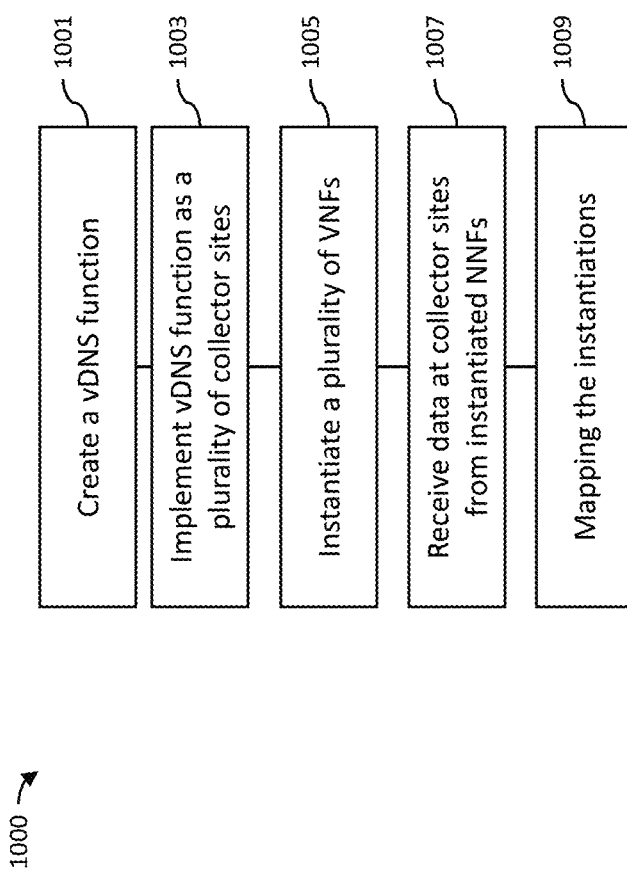 1000
Create a vDNS function
1001
Implement vDNS function as a
plurality of collector sites
1003
Instantiate a plurality of VNFs
1005
Receive data at collector sites
from instantiated NNFs
1007
Mapping the instantiations
1009